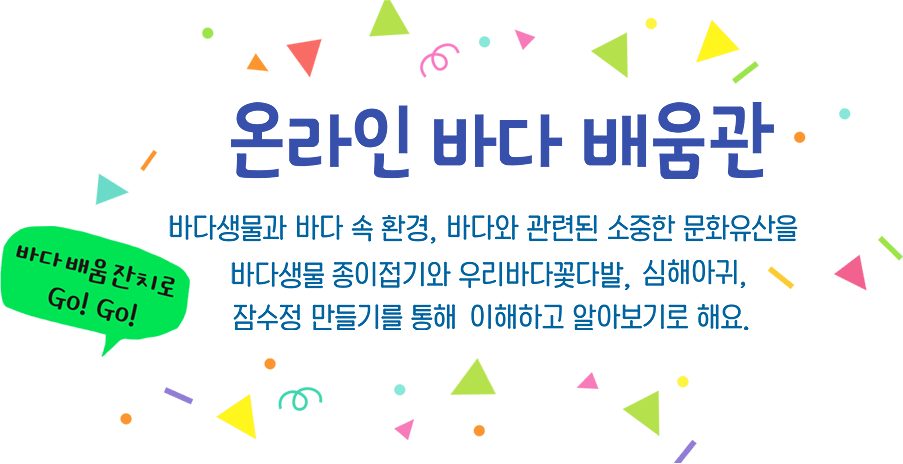 온라인 바다 배움관
바다생물과 바다 속 환경, 바다와 관련된 소중한 문화유산을
바다생물 종이접기와 우리바다꽃다발, 심해아귀,
잠수정 만들기를 통해 이해하고 알아보기로 해요.
바다 배움 잔치로
Go! Go!